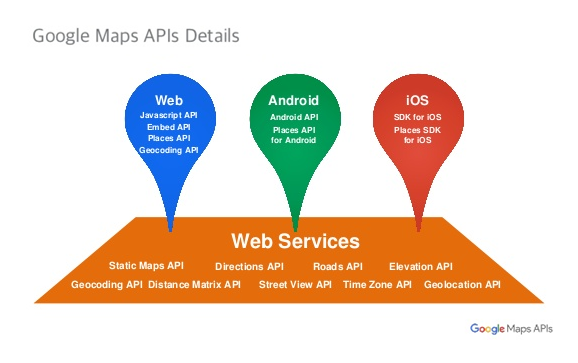 Google Maps APIs Details
Web
Javascript API
Embed API
Places API
Geocoding API
Android
Android API
Places API
for Android
iOS
SDK for iOS
Places SDK
for iOS
Web Services
Static Maps API Directions API Roads API Elevation API
Geocoding API Distance Matrix API Street View API Time Zone API Geolocation API
Google Maps APIs